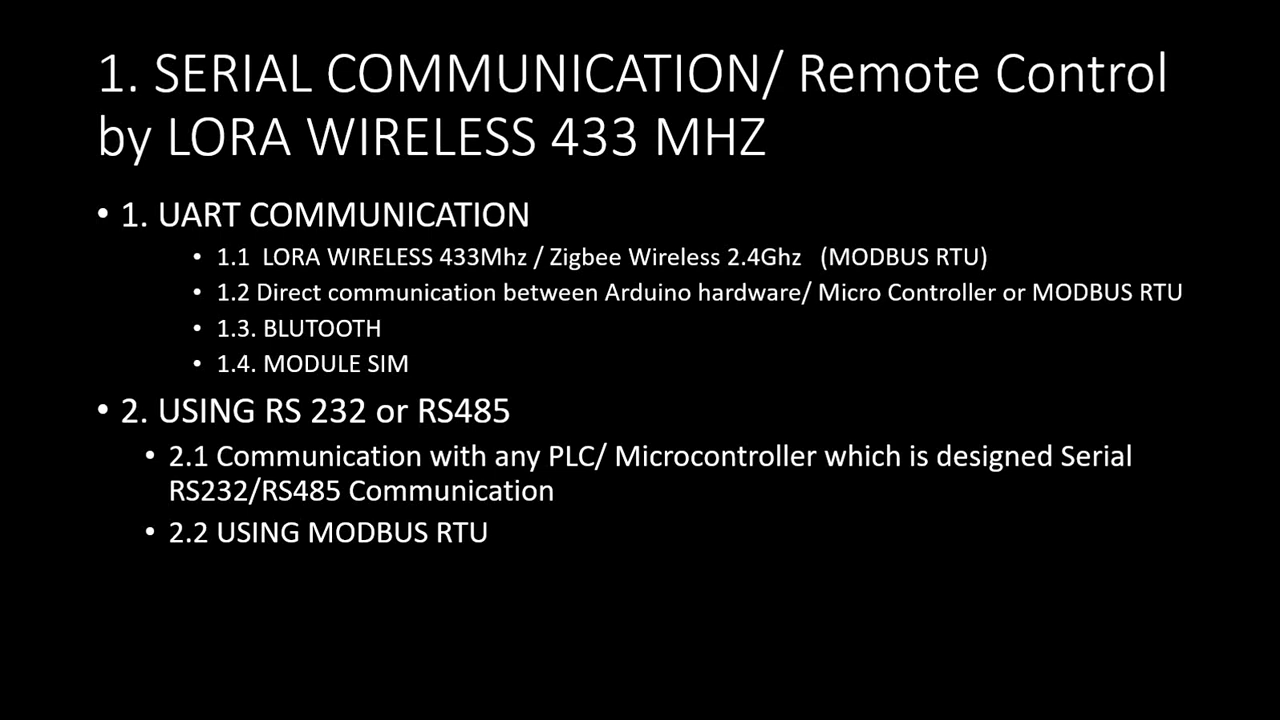 1. SERIAL COMMUNICATION/ Remote Control
by LORA WIRELESS 433 MHZ
• 1. UART COMMUNICATION
• 1.1 LORA WIRELESS 433Mhz / Zigbee Wireless 2.4Ghz (MODBUS RTU)
• 1.2 Direct communication between Arduino hardware/ Micro Controller or MODBUS RTU
• 1.3. BLUTOOTH
• 1.4. MODULE SIM
• 2. USING RS 232 or RS485
• 2.1 Communication with any PLC/ Microcontroller which is designed Serial
RS232/RS485 Communication
• 2.2 USING MODBUS RTU